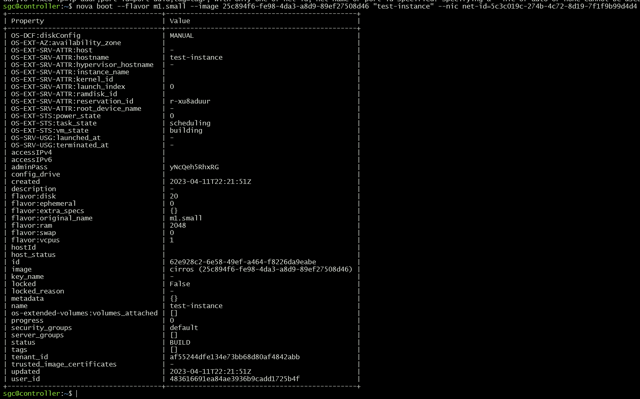 sgc@controller:~$ nova boot --flavor m1.small --image 25c894f6-fe98-4da3-a8d9-89ef27508d46 "test-instance" --nic net-id=5c3c019c-274b-4c72-8d19-7f1f9b99d4d4
| Property | Value |
| OS-DCF:diskConfig | MANUAL |
| OS-EXT-AZ:availability_zone | |
| OS-EXT-SRV-ATTR:host | - |
| OS-EXT-SRV-ATTR:hostname | test-instance |
| OS-EXT-SRV-ATTR:hypervisor_hostname | - |
| OS-EXT-SRV-ATTR:instance_name | |
| OS-EXT-SRV-ATTR:kernel_id | |
| OS-EXT-SRV-ATTR:launch_index | 0 |
| OS-EXT-SRV-ATTR:ramdisk_id | |
| OS-EXT-SRV-ATTR:reservation_id | r-xu8aduur |
| OS-EXT-SRV-ATTR:root_device_name | - |
| OS-EXT-STS:power_state | 0 |
| OS-EXT-STS:task_state | scheduling |
| OS-EXT-STS:vm_state | building |
| OS-SRV-USG:launched_at | - |
| OS-SRV-USG:terminated_at | - |
| accessIPv4 | |
| accessIPv6 | |
| adminPass | yNcQeh5RhxRG |
| config_drive | |
| created | 2023-04-11T22:21:51Z |
| description | - |
| flavor:disk | 20 |
| flavor:ephemeral | 0 |
| flavor:extra_specs | {} |
| flavor:original_name | m1.small |
| flavor:ram | 2048 |
| flavor:swap | 0 |
| flavor:vcpus | 1 |
| hostId | |
| host_status | |
| id | 62e928c2-6e58-49ef-a464-f8226da9eabe |
| image | cirros (25c894f6-fe98-4da3-a8d9-89ef27508d46) |
| key_name | - |
| locked | False |
| locked_reason | - |
| metadata | {} |
| name | test-instance |
| os-extended-volumes:volumes_attached | [] |
| progress | 0 |
| security_groups | default |
| server_groups | [] |
| status | BUILD |
| tags | [] |
| tenant_id | af55244dfe134e73bb68d80af4842abb |
| trusted_image_certificates | - |
| updated | 2023-04-11T22:21:51Z |
| user_id | 483616691ea84ae3936b9cadd1725b4f |
sgc@controller:~$